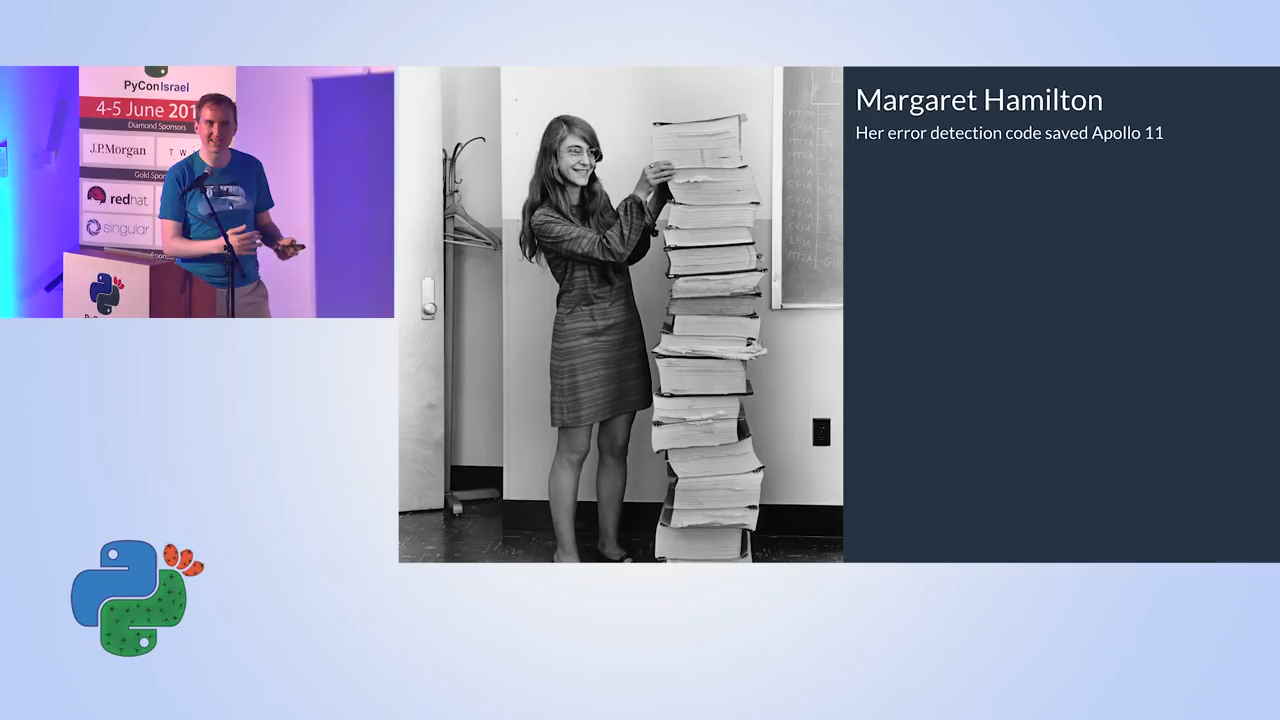 PyConIsrael
4-5 June 201
Diamond Sponsors
J.P.Morgan
T W
Gold Spon
redhat
singular
Margaret Hamilton
Her error detection code saved Apollo 11